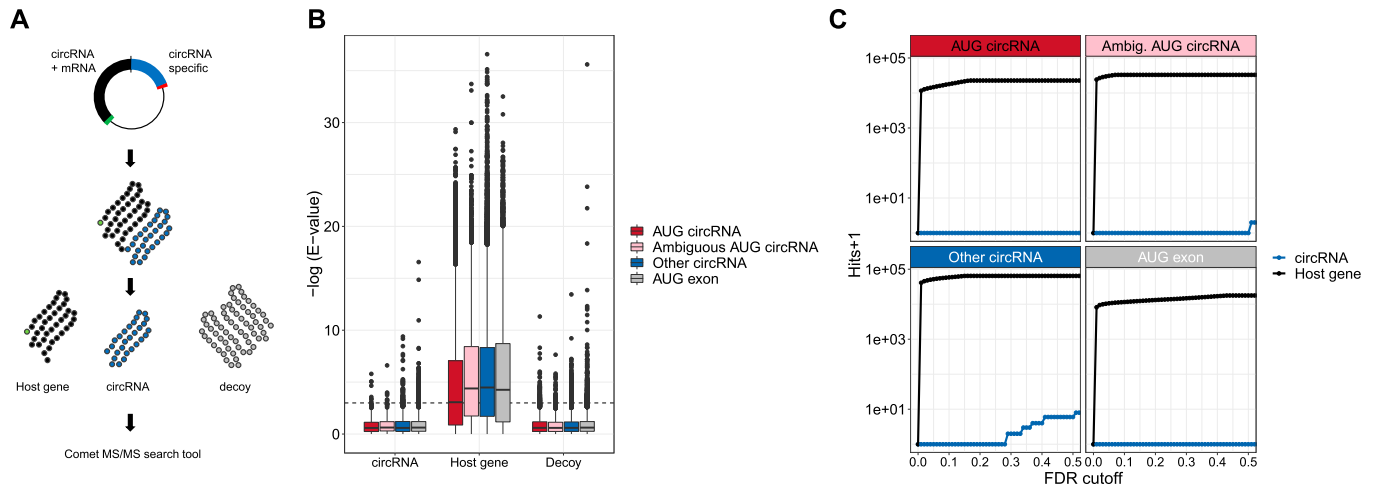 A
circRNA
+ mRNA
circRNA
specific
Host gene
circRNA
decoy
Comet MS/MS search tool
B
−log (E−value)
30
20
10
0
circRNA
Host gene
Decoy
AUG circRNA
Ambiguous AUG circRNA
Other circRNA
AUG exon
C
AUG circRNA
Ambig. AUG circRNA
Other circRNA
AUG exon
Hits+1
1e+05
1e+03
1e+01
1e+05
1e+03
1e+01
0.0 0.1 0.2 0.3 0.4 0.5
0.0 0.1 0.2 0.3 0.4 0.5
FDR cutoff
circRNA
Host gene